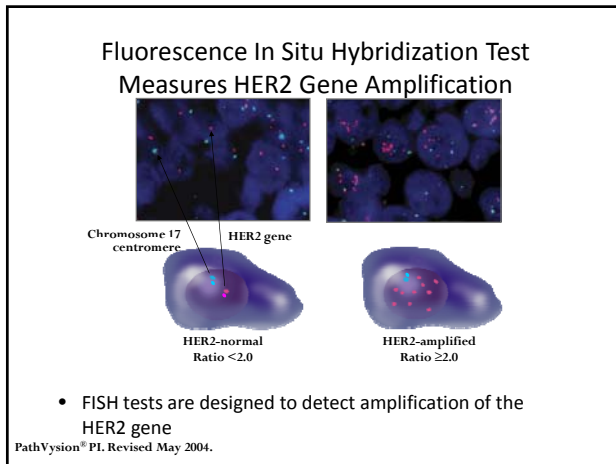 Fluorescence In Situ Hybridization Test
Measures HER2 Gene Amplification
Chromosome 17
centromere
HER2 gene
HER2-normal
Ratio <2.0
HER2-amplified
Ratio ≥2.0
• FISH tests are designed to detect amplification of the
HER2 gene
PathVysion® PI. Revised May 2004.